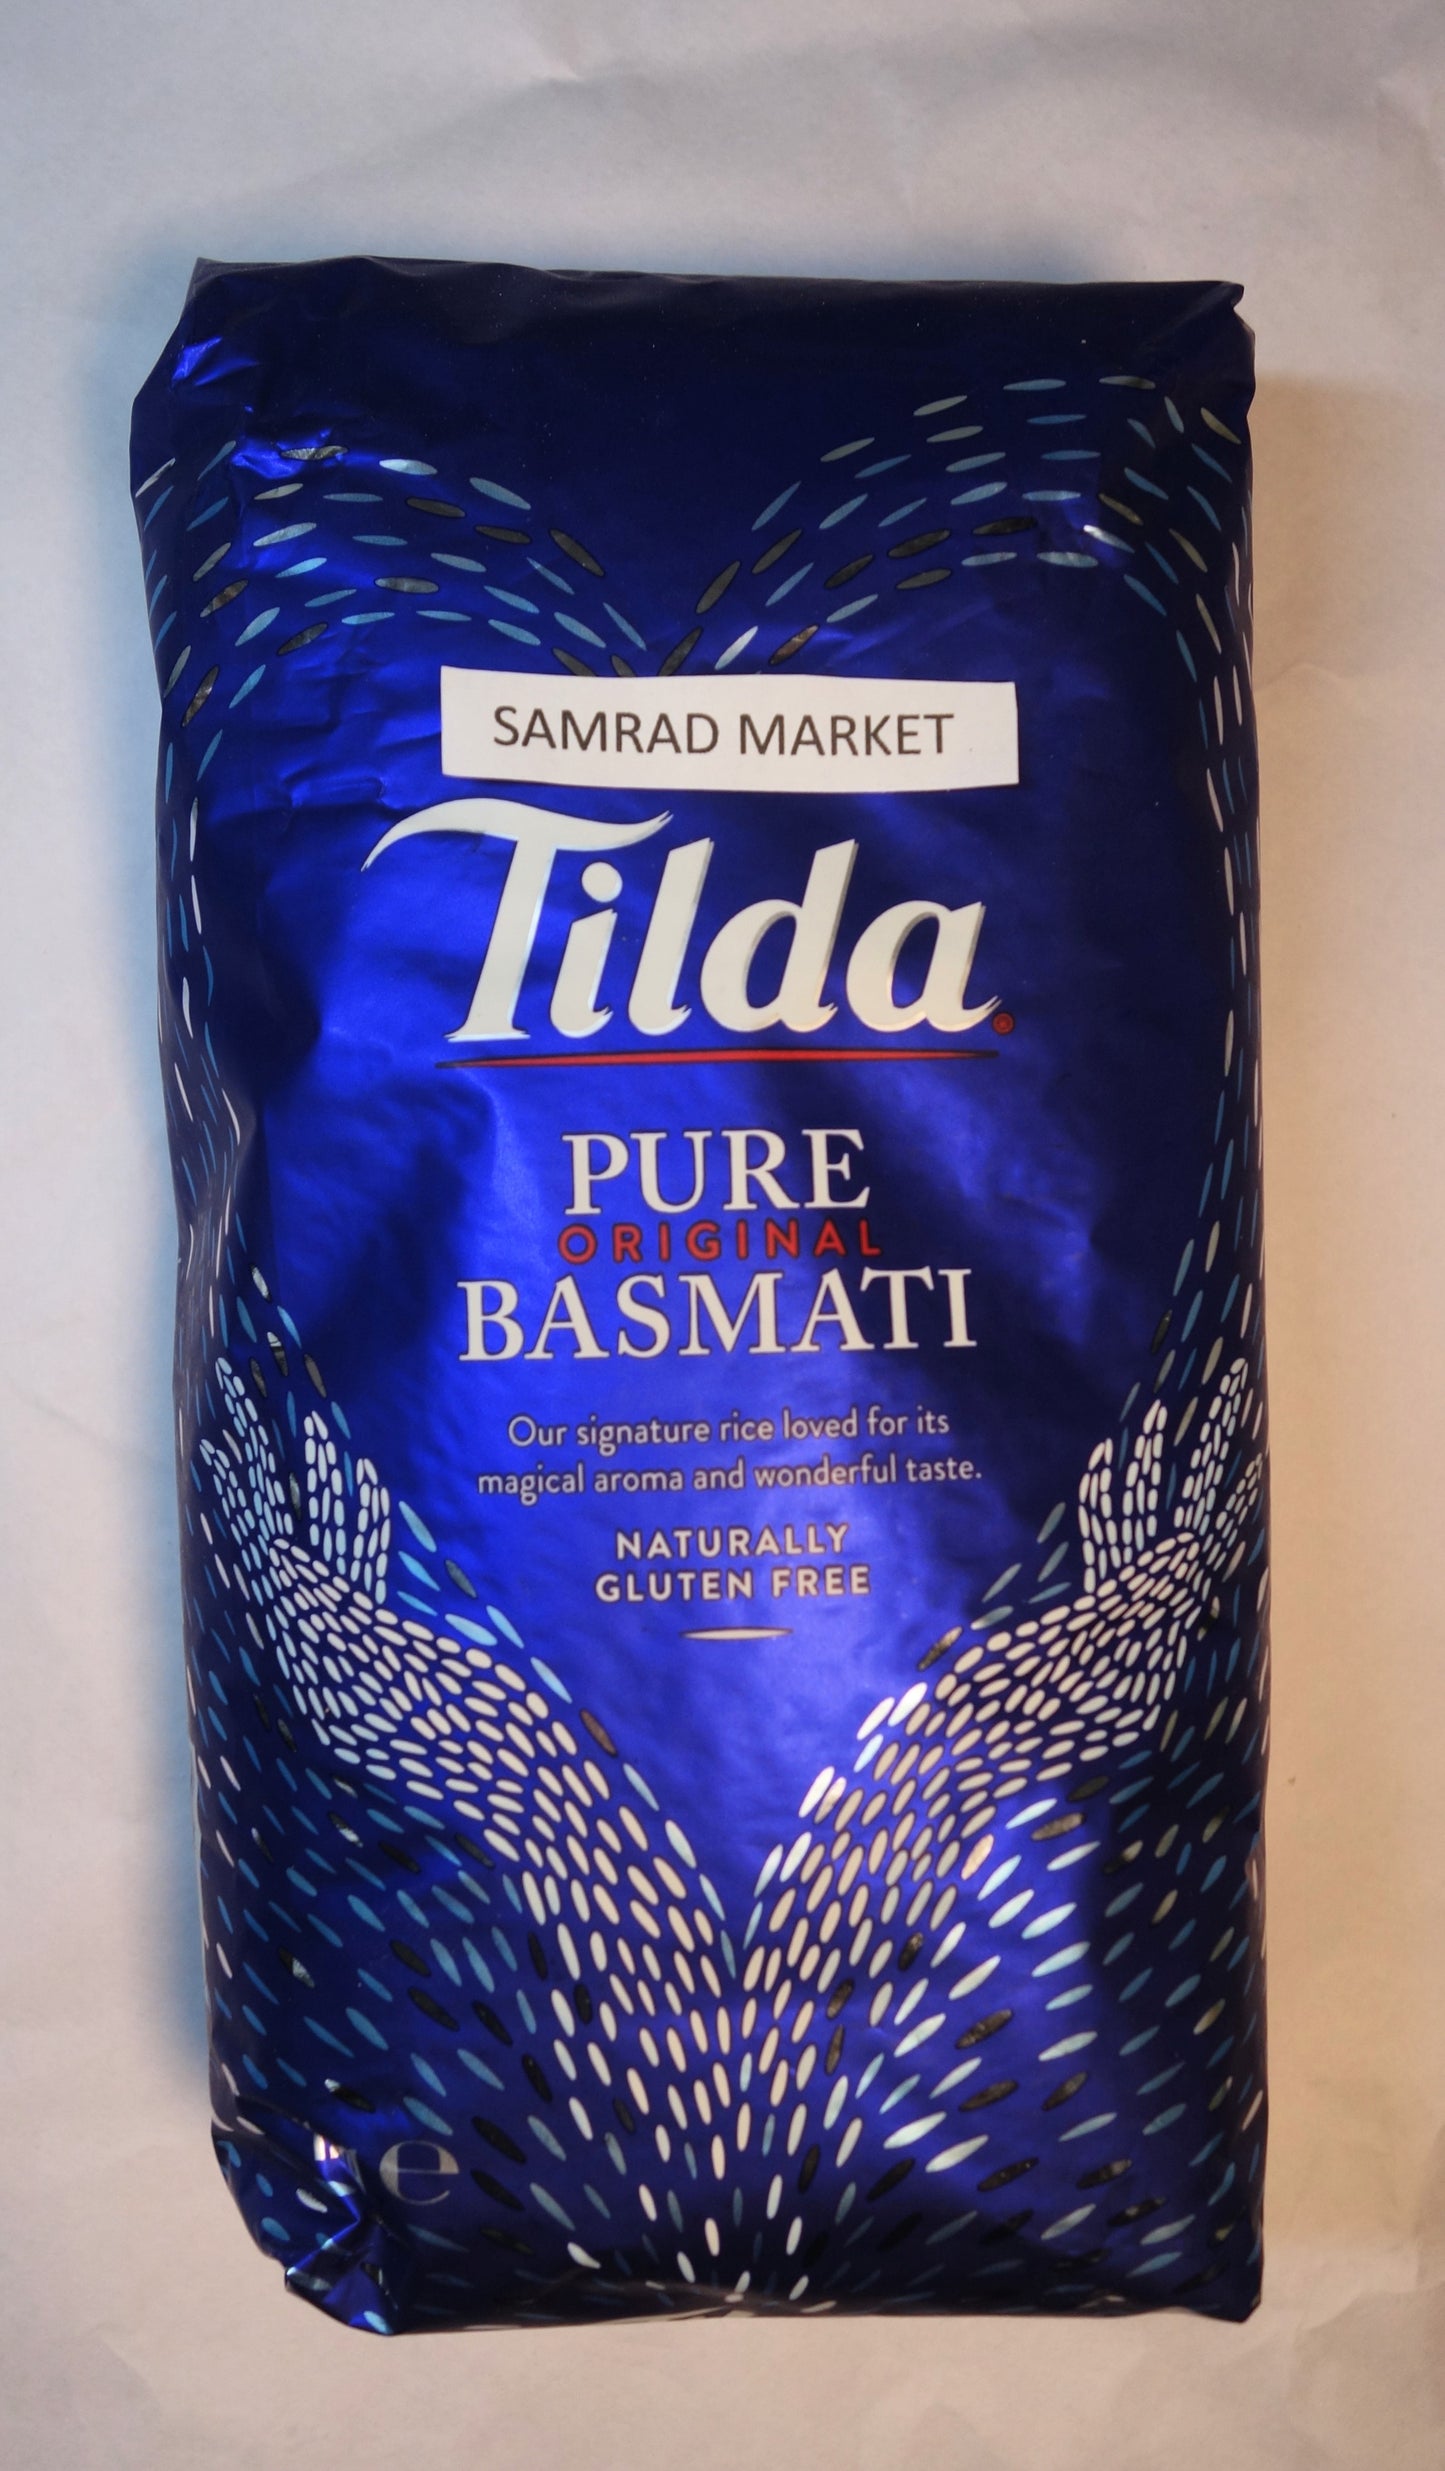 SAMRAD MARKET
Tilda
PURE
ORIGINAL
BASMATI
Our signature rice loved for its
magical aroma and wonderful taste.
NATURALLY
GLUTEN FREE
e